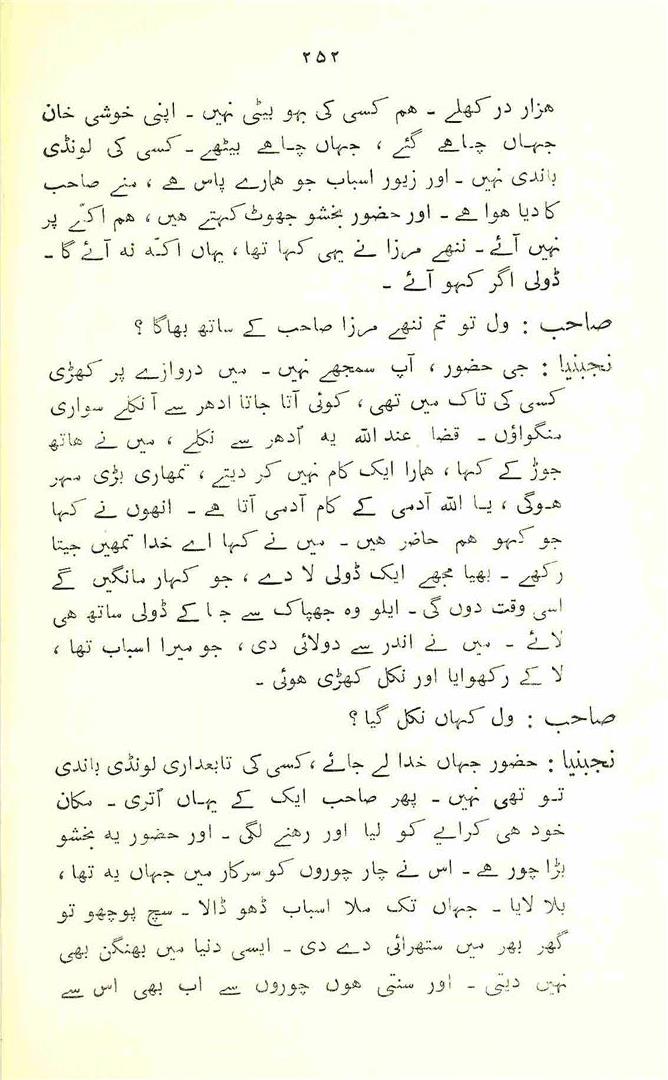 ۲۵۲
ہزار در کھلے ۔ ہم کسی کی بہو بیٹی نہیں ۔ اپنی خوشی خان
جہاں چاہے گئے ، جہاں چاہے بیٹھے ۔ کسی کی لونڈی
باندی نہیں ۔ اور زیور اسباب جو ہمارے پاس ہے ، منے صاحب
کا دیا ہوا ہے ۔ اور حضور بخشو جھوٹ کہتے ہیں ، ہم اکّے پر
نہیں آئے ۔ ننھے مرزا نے یہی کہا تھا ، یہاں اکّہ نہ آئے گا ۔
ڈولی اگر کہو آئے ۔
صاحب : ول تو تم ننھے مرزا صاحب کے ساتھ بھاگا ؟
نجبنیا : جی حضور ، آپ سمجھے نہیں ۔ میں دروازے پر کھڑی
کسی کی تاک میں تھی ، کوئی آتا جاتا ادھر سے آ نکلے سواری
منگواؤں ۔ قضا عنداللہ یہ اُدھر سے نکلے ، میں نے ہاتھ
جوڑ کے کہا ، ہمارا ایک کام نہیں کر دیتے ، تمھاری بڑی مہر
ہوگی ، یا اللہ آدمی کے کام آدمی آتا ہے ۔ انھوں نے کہا
جو کہو ہم حاضر ہیں ۔ میں نے کہا اے خدا تمھیں جیتا
رکھے ۔ بھیا مجھے ایک ڈولی لا دے ، جو کہار مانگیں گے
اسی وقت دوں گی ۔ ایلو وہ جھپاک سے جا کے ڈولی ساتھ ہی
لائے ۔ میں نے اندر سے دولائی دی ، جو میرا اسباب تھا ،
لا کے رکھوایا اور نکل کھڑی ہوئی ۔
صاحب : ول کہاں نکل گیا ؟
نجبنیا : حضور جہاں خدا لے جائے ، کسی کی تابعداری لونڈی باندی
تو تھی نہیں ۔ پھر صاحب ایک کے یہاں اُتری ۔ مکان
خود ہی کرایے کو لیا اور رہنے لگی ۔ اور حضور یہ بخشو
بڑا چور ہے ۔ اس نے چار چوروں کو سرکار میں جہاں یہ تھا ،
بلا لایا ۔ جہاں تک ملا اسباب ڈھو ڈالا ۔ سچ پوچھو تو
گھر بھر میں ستھرائی دے دی ۔ ایسی دنیا میں بھنگن بھی
نہیں دیتی ۔ اور سنتی ہوں چوروں سے اب بھی اس سے